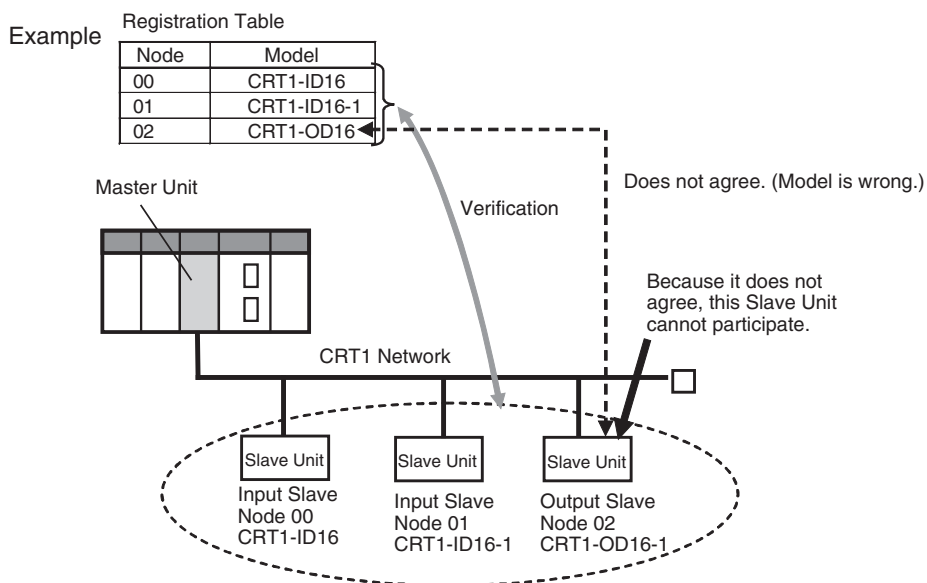 Example
Registration Table
Node Model
00 CRT1-ID16
01 CRT1-ID16-1
02 CRT1-OD16
Does not agree. (Model is wrong.)
Master Unit
Verification
Because it does not
agree, this Slave Unit
cannot participate.
CRT1 Network
Slave Unit
Input Slave
Node 00
CRT1-ID16
Slave Unit
Input Slave
Node 01
CRT1-ID16-1
Slave Unit
Output Slave
Node 02
CRT1-OD16-1